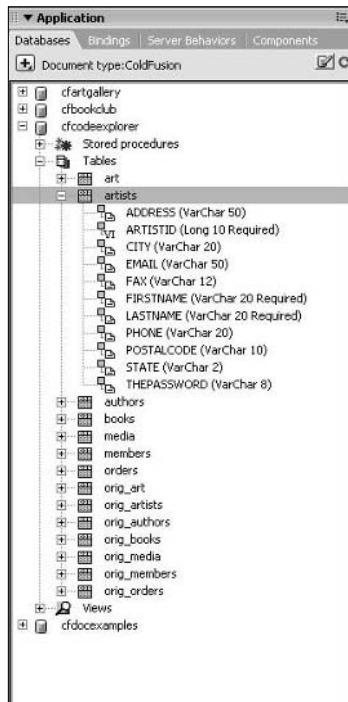 Application
Databases Bindings Server Behaviors Components
Document type:ColdFusion
cfartgallery
cfbookclub
cfcodeexplorer
Stored procedures
Tables
art
artists
ADDRESS (VarChar 50)
ARTISTID (Long 10 Required)
CITY (VarChar 20)
EMAIL (VarChar 50)
FAX (VarChar 12)
FIRSTNAME (VarChar 20 Required)
LASTNAME (VarChar 20 Required)
PHONE (VarChar 20)
POSTALCODE (VarChar 10)
STATE (VarChar 2)
THEPASSWORD (VarChar 8)
authors
books
media
members
orders
orig_art
orig_artists
orig_authors
orig_books
orig_media
orig_members
orig_orders
Views
cfdocexamples